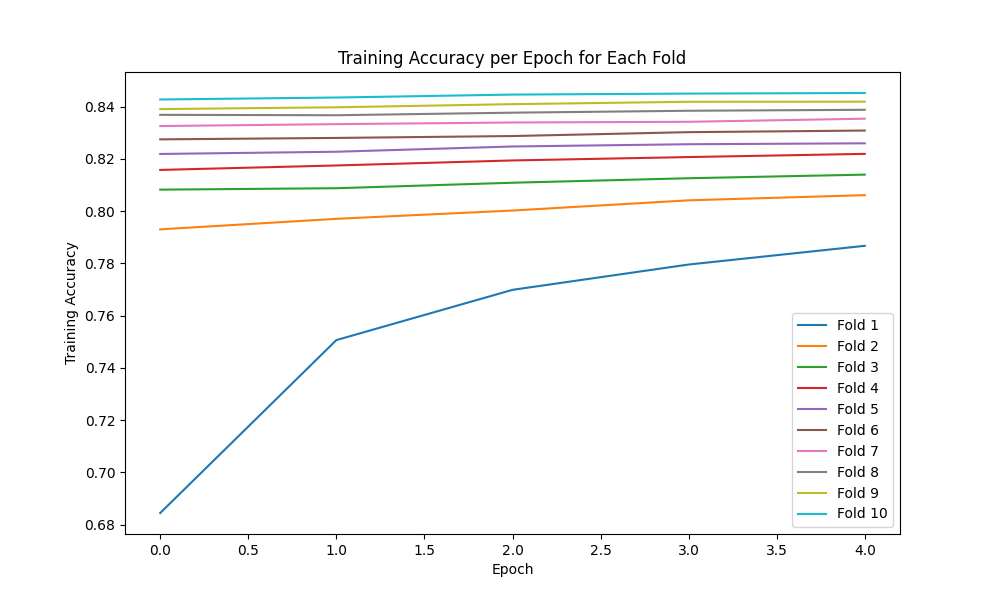 Training Accuracy per Epoch for Each Fold
Training Accuracy
0.84
0.82
0.80
0.78
0.76
0.74
0.72
0.70
0.68
0.0 0.5 1.0 1.5 2.0 2.5 3.0 3.5 4.0
Epoch
Fold 1
Fold 2
Fold 3
Fold 4
Fold 5
Fold 6
Fold 7
Fold 8
Fold 9
Fold 10